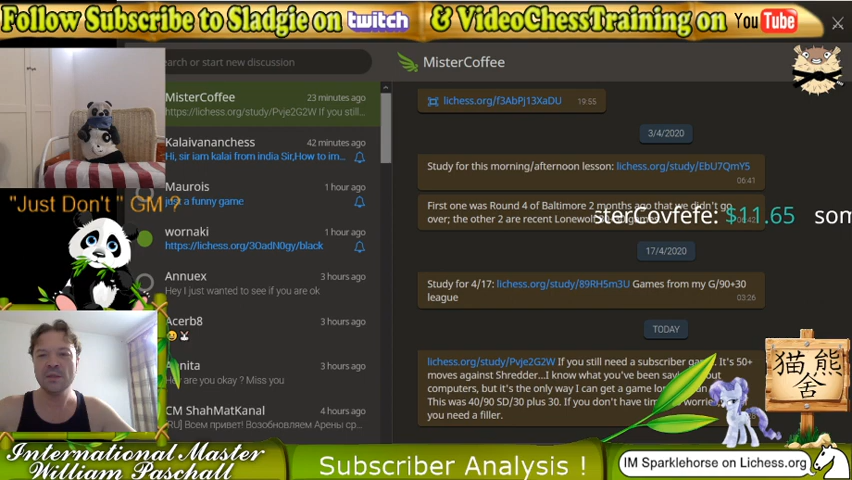 Follow Subscribe to Sladgie on twitch & VideoChessTraining on YouTube
earch or start new discussion
MisterCoffee
MisterCoffee 23 minutes ago
https://lichess.org/study/Pvje2G2W If you still...
Kalaivananchess 42 minutes ago
Hi, sir iam kalai from india Sir,How to im...
Maurois 1 hour ago
just a funny game
wornaki 1 hour ago
https://lichess.org/3OadN0gy/black
Annuex 3 hours ago
Hey I just wanted to see if you are ok
Acerb8 3 hours ago
3 hours ago
are you okay ? Miss you
CM ShahMatKanal 4 hours ago
[RU] Всем привет! Возобновляем Арены ср...
lichess.org/f3AbPj13XaDU 19:55
3/4/2020
Study for this morning/afternoon lesson: lichess.org/study/EbU7QmY5
06:41
First one was Round 4 of Baltimore 2 months ago that we didn't go
over; the other 2 are recent Lonewolf
sterCovfefe: $11.65 som
17/4/2020
Study for 4/17: lichess.org/study/89RH5m3U Games from my G/90+30
league 03:26
TODAY
lichess.org/study/Pvje2G2W If you still need a subscriber It's 50+
moves against Shredder...I know what you've been
computers, but it's the only way I can get a game
This was 40/90 SD/30 plus 30. If you don't have
you need a filler.
"Just Don't " GM ?
猫熊
舍
International Master
William Paschall
Subscriber Analysis !
IM Sparklehorse on Lichess.org